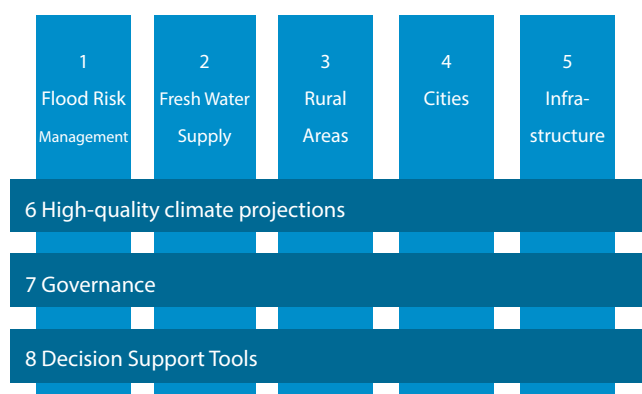 1
Flood Risk
Management
2
Fresh Water
Supply
3
Rural
Areas
4
Cities
5
Infra-
structure
6 High-quality climate projections
7 Governance
8 Decision Support Tools